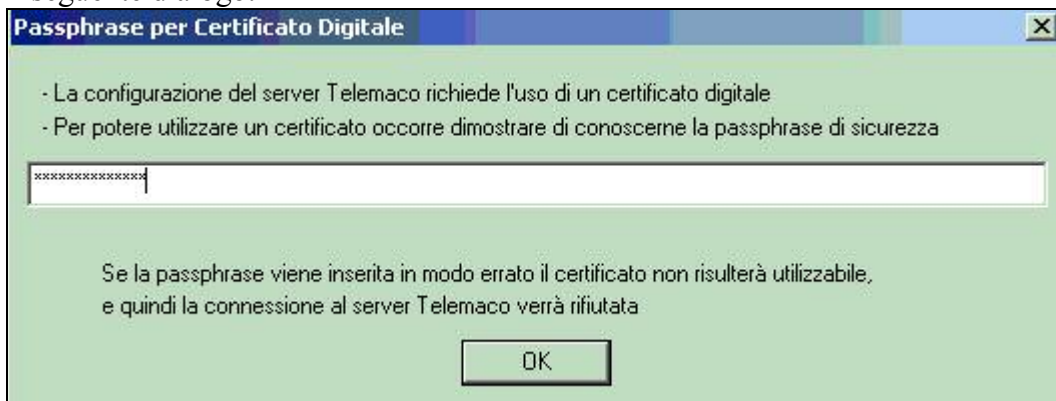 Passphrase per Certificato Digitale
- La configurazione del server Telemaco richiede l'uso di un certificato digitale
- Per potere utilizzare un certificato occorre dimostrare di conoscerne la passphrase di sicurezza
××××××××××××××
Se la passphrase viene inserita in modo errato il certificato non risulterà utilizzabile,
e quindi la connessione al server Telemaco verrà rifiutata
OK